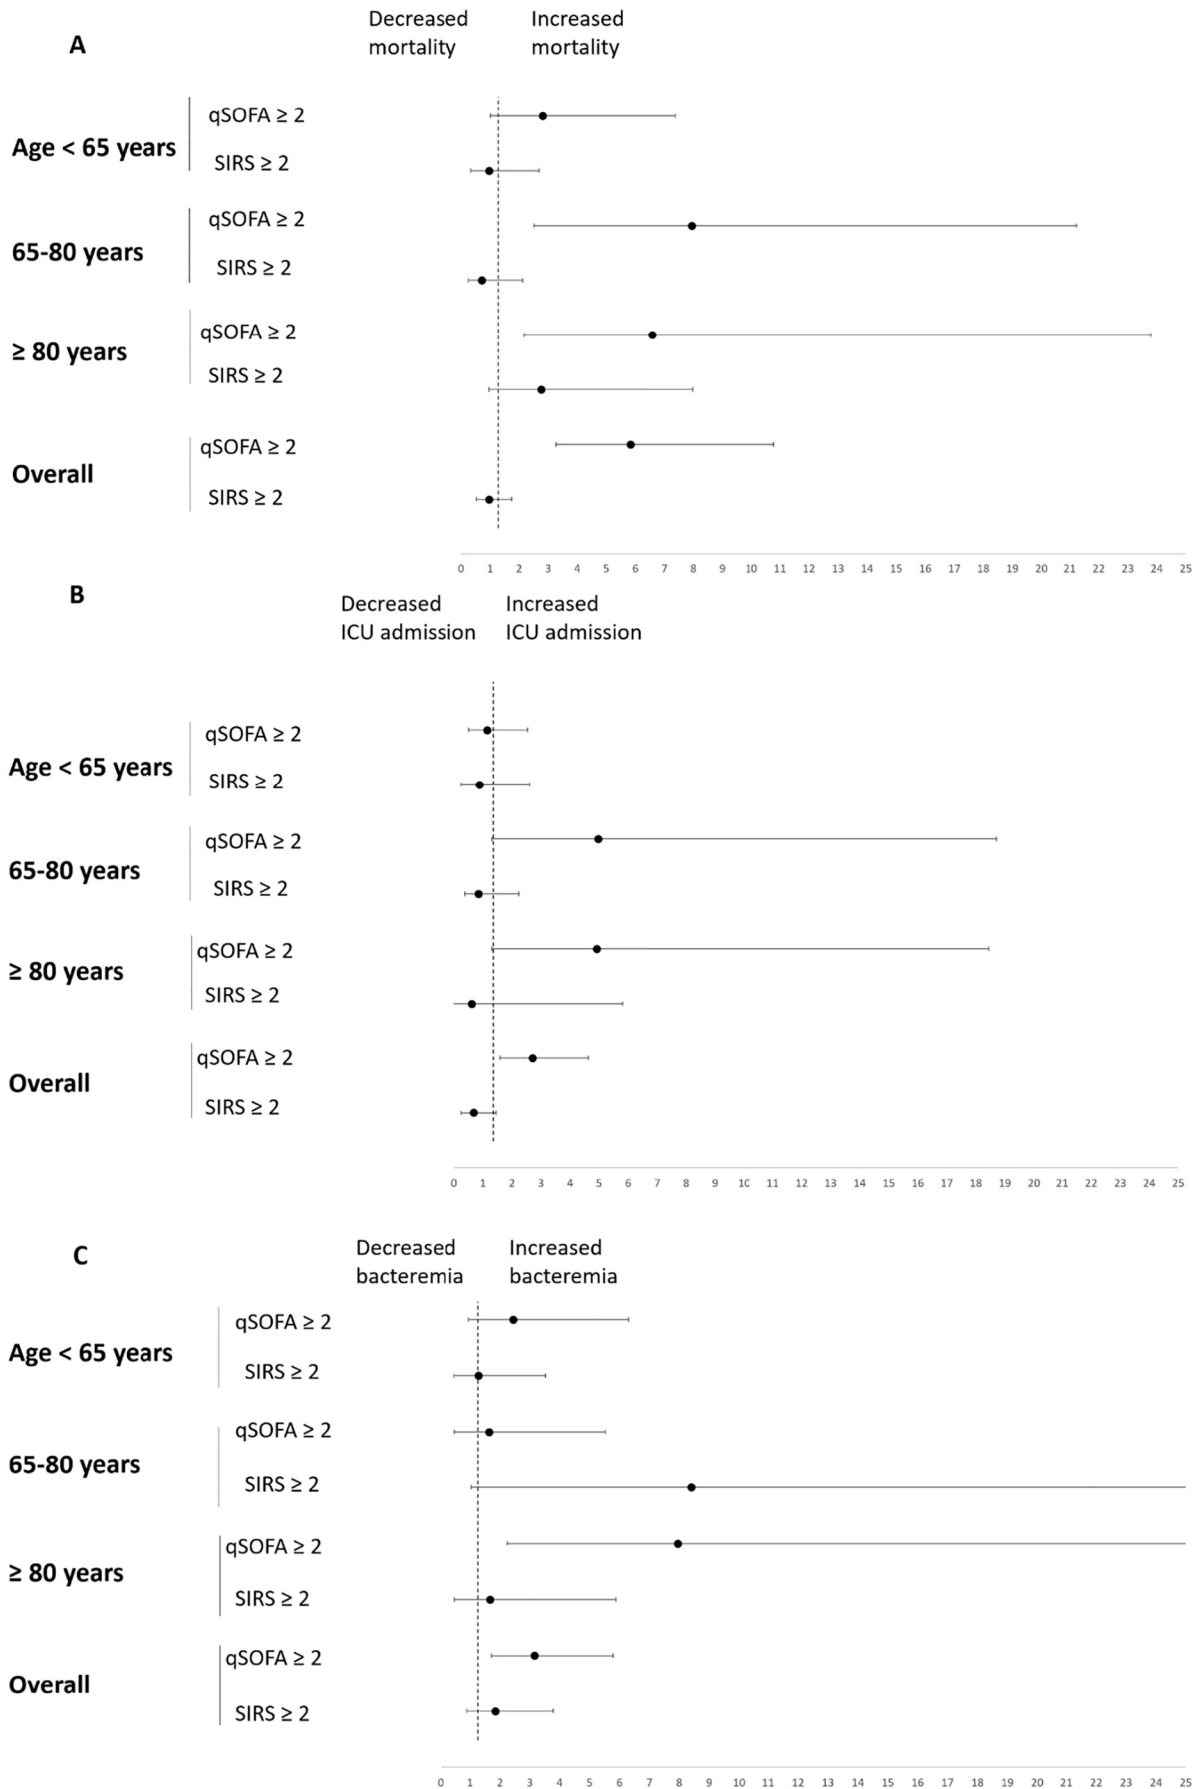 A
Decreased
mortality
Increased
mortality
Age < 65 years
qSOFA ≥ 2
SIRS ≥ 2
65-80 years
qSOFA ≥ 2
SIRS ≥ 2
≥ 80 years
qSOFA ≥ 2
SIRS ≥ 2
Overall
qSOFA ≥ 2
SIRS ≥ 2
0 1 2 3 4 5 6 7 8 9 10 11 12 13 14 15 16 17 18 19 20 21 22 23 24 25
B
Decreased
ICU admission
Increased
ICU admission
Age < 65 years
qSOFA ≥ 2
SIRS ≥ 2
65-80 years
qSOFA ≥ 2
SIRS ≥ 2
≥ 80 years
qSOFA ≥ 2
SIRS ≥ 2
Overall
qSOFA ≥ 2
SIRS ≥ 2
0 1 2 3 4 5 6 7 8 9 10 11 12 13 14 15 16 17 18 19 20 21 22 23 24 25
C
Decreased
bacteremia
Increased
bacteremia
Age < 65 years
qSOFA ≥ 2
SIRS ≥ 2
65-80 years
qSOFA ≥ 2
SIRS ≥ 2
≥ 80 years
qSOFA ≥ 2
SIRS ≥ 2
Overall
qSOFA ≥ 2
SIRS ≥ 2
0 1 2 3 4 5 6 7 8 9 10 11 12 13 14 15 16 17 18 19 20 21 22 23 24 25